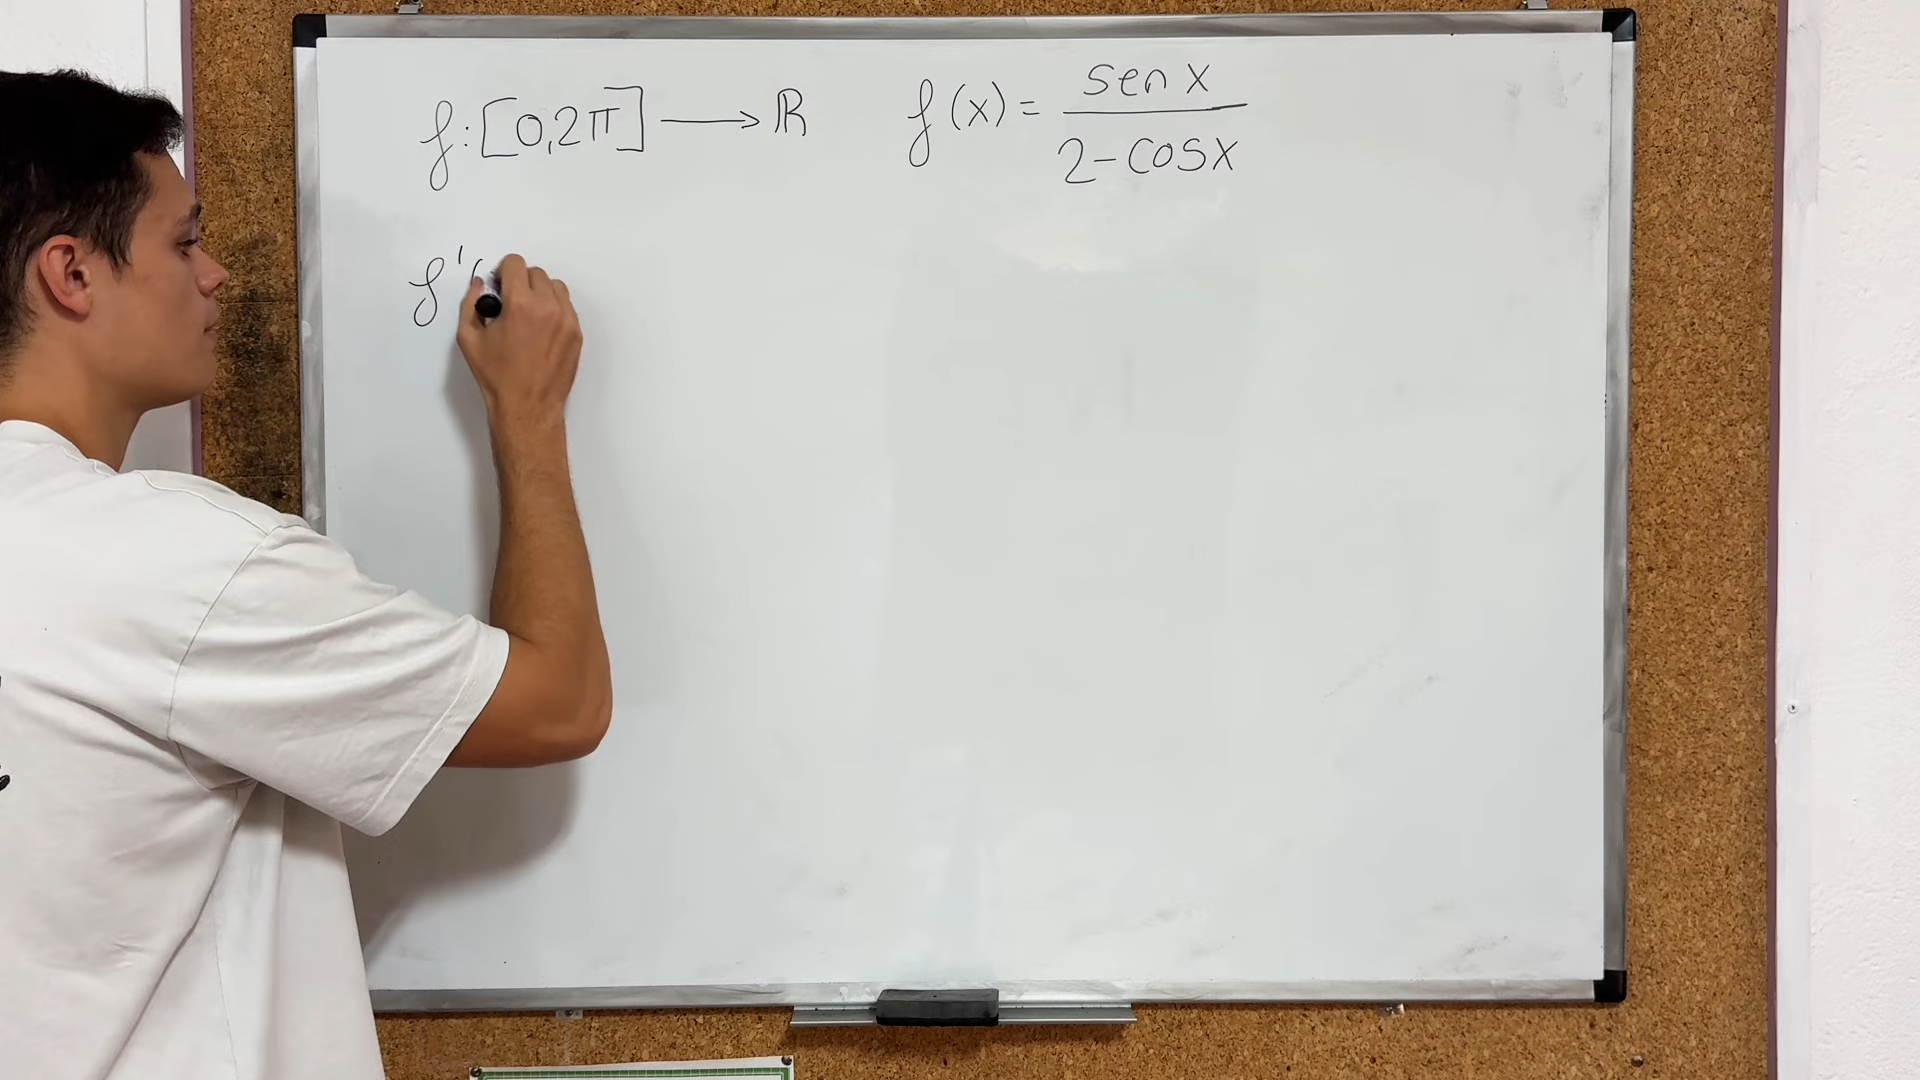 f:[0,2π] ⟶ ℝ f(x) = sen x / 2-cosx
f'(